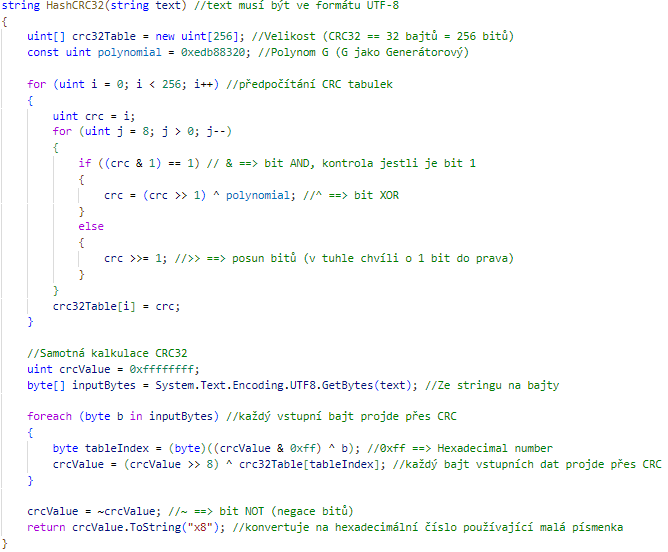 string HashCRC32(string text) //text musí být ve formátu UTF-8
{
uint[] crc32Table = new uint[256]; //Velikost (CRC32 == 32 bajtů = 256 bitů)
const uint polynomial = 0xedb88320; //Polynom G (G jako Generátorový)
for (uint i = 0; i < 256; i++) //předpočítání CRC tabulek
{
uint crc = i;
for (uint j = 8; j > 0; j--)
{
if ((crc & 1) == 1) // & ==> bit AND, kontrola jestli je bit 1
{
crc = (crc >> 1) ^ polynomial; //^ ==> bit XOR
}
else
{
crc >>= 1; //>> ==> posun bitů (v tuhle chvíli o 1 bit do prava)
}
}
crc32Table[i] = crc;
}
//Samotná kalkulace CRC32
uint crcValue = 0xffffffff;
byte[] inputBytes = System.Text.Encoding.UTF8.GetBytes(text); //Ze stringu na bajty
foreach (byte b in inputBytes) //každý vstupní bajt projde přes CRC
{
byte tableIndex = (byte)((crcValue & 0xff) ^ b); //0xff ==> Hexadecimal number
crcValue = (crcValue >> 8) ^ crc32Table[tableIndex]; //každý bajt vstupních dat projde přes CRC
}
crcValue = ~crcValue; //~ ==> bit NOT (negace bitů)
return crcValue.ToString("x8"); //konvertuje na hexadecimální číslo používající malá písmenka
}